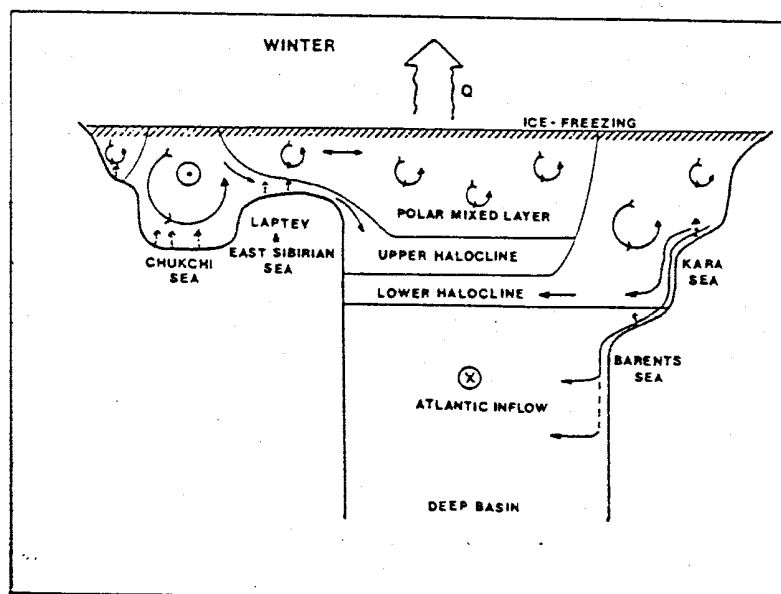 WINTER
Q
ICE-FREEZING
POLAR MIXED LAYER
LAPTEY
&
EAST SIBIRIAN
SEA
UPPER HALOCLINE
CHUKCHI
SEA
KARA
SEA
LOWER HALOCLINE
BARENTS
SEA
ATLANTIC INFLOW
DEEP BASIN